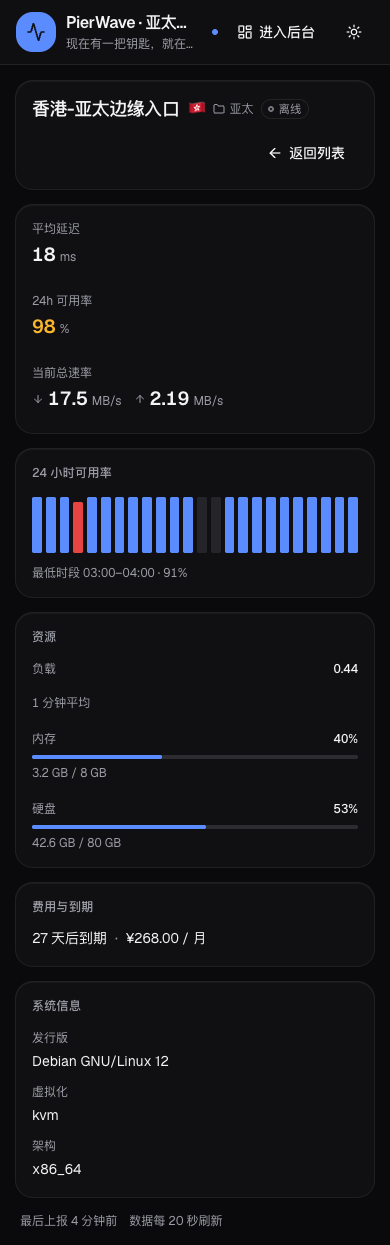 PierWave · 亚太…
现在有一把钥匙，就在…
进入后台
香港-亚太边缘入口 亚太 离线
返回列表
平均延迟
18 ms
24h 可用率
98 %
当前总速率
↓ 17.5 MB/s ↑ 2.19 MB/s
24 小时可用率
最低时段 03:00–04:00 · 91%
资源
负载 0.44
1 分钟平均
内存 40%
3.2 GB / 8 GB
硬盘 53%
42.6 GB / 80 GB
费用与到期
27 天后到期 · ¥268.00 / 月
系统信息
发行版
Debian GNU/Linux 12
虚拟化
kvm
架构
x86_64
最后上报 4 分钟前 数据每 20 秒刷新